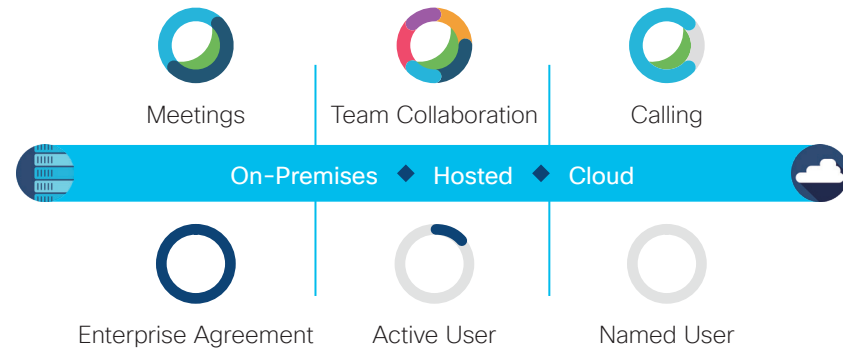 Meetings
Team Collaboration
Calling
On-Premises ◆ Hosted ◆ Cloud
Enterprise Agreement
Active User
Named User